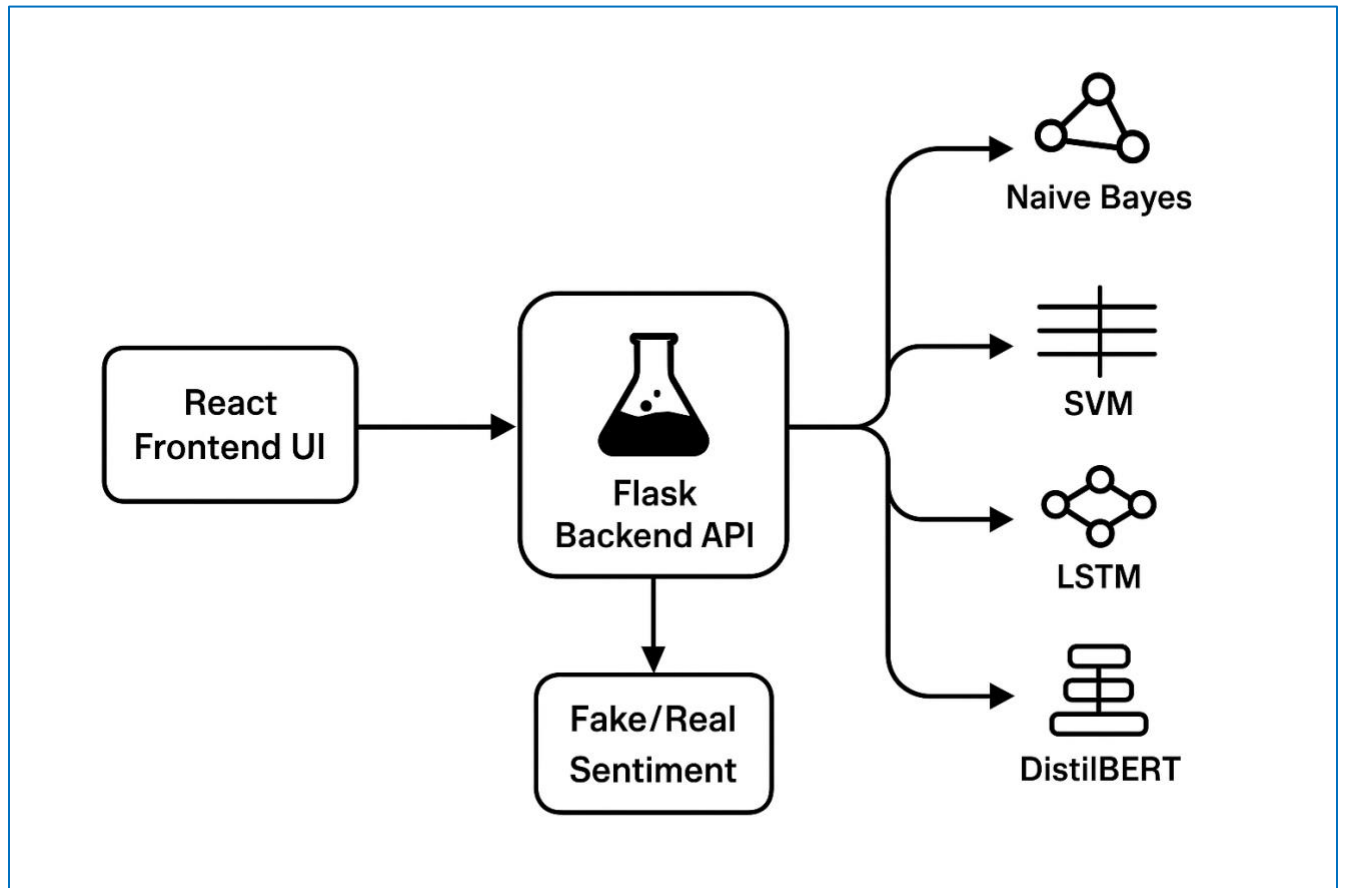 React
Frontend UI
Flask
Backend API
Fake/Real
Sentiment
Naive Bayes
SVM
LSTM
DistilBERT